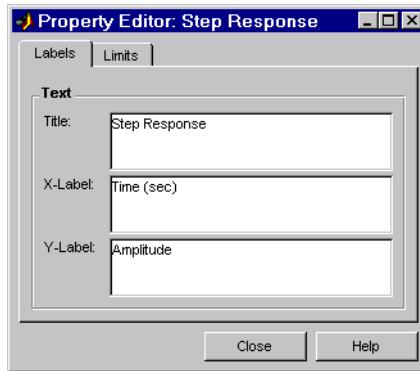 Property Editor: Step Response
Labels Limits
Text
Title: Step Response
X-Label: Time (sec)
Y-Label: Amplitude
Close Help